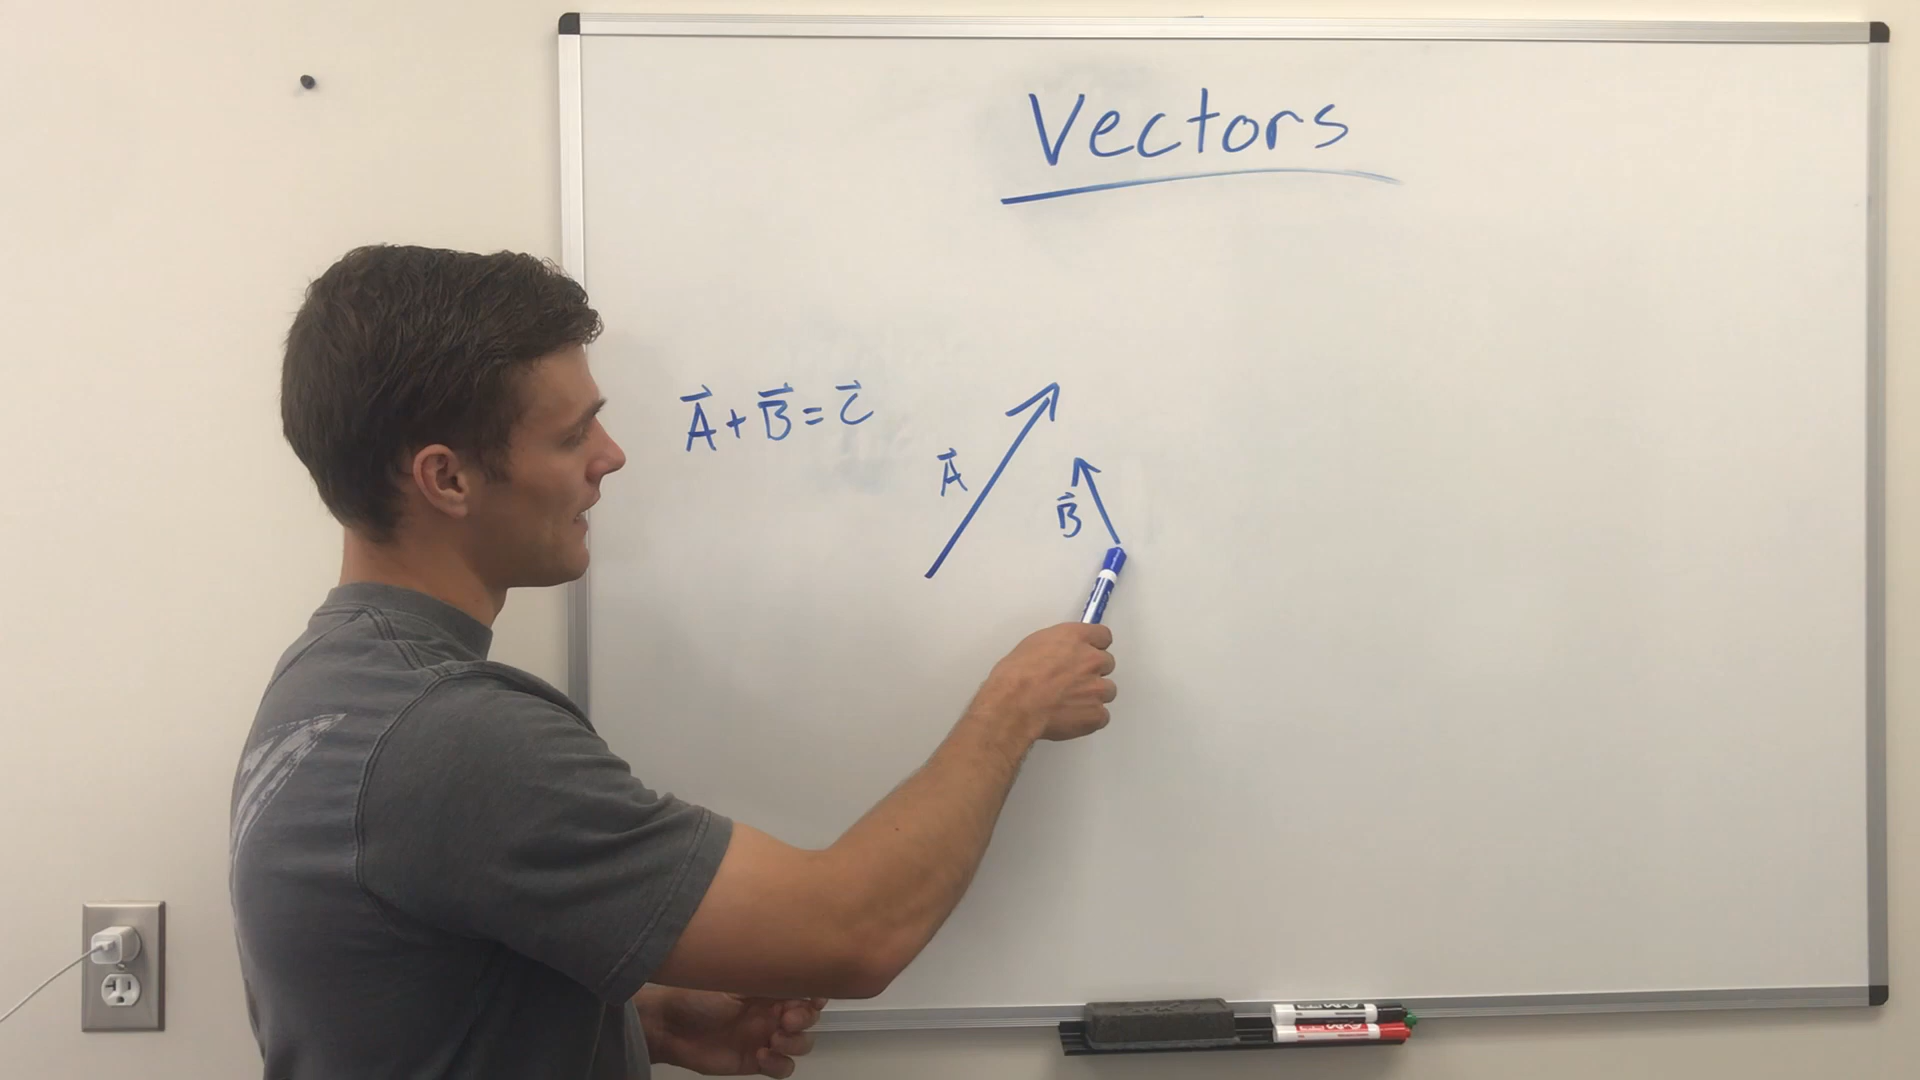 Vectors
A⃗ + B⃗ = C⃗
A⃗
B⃗